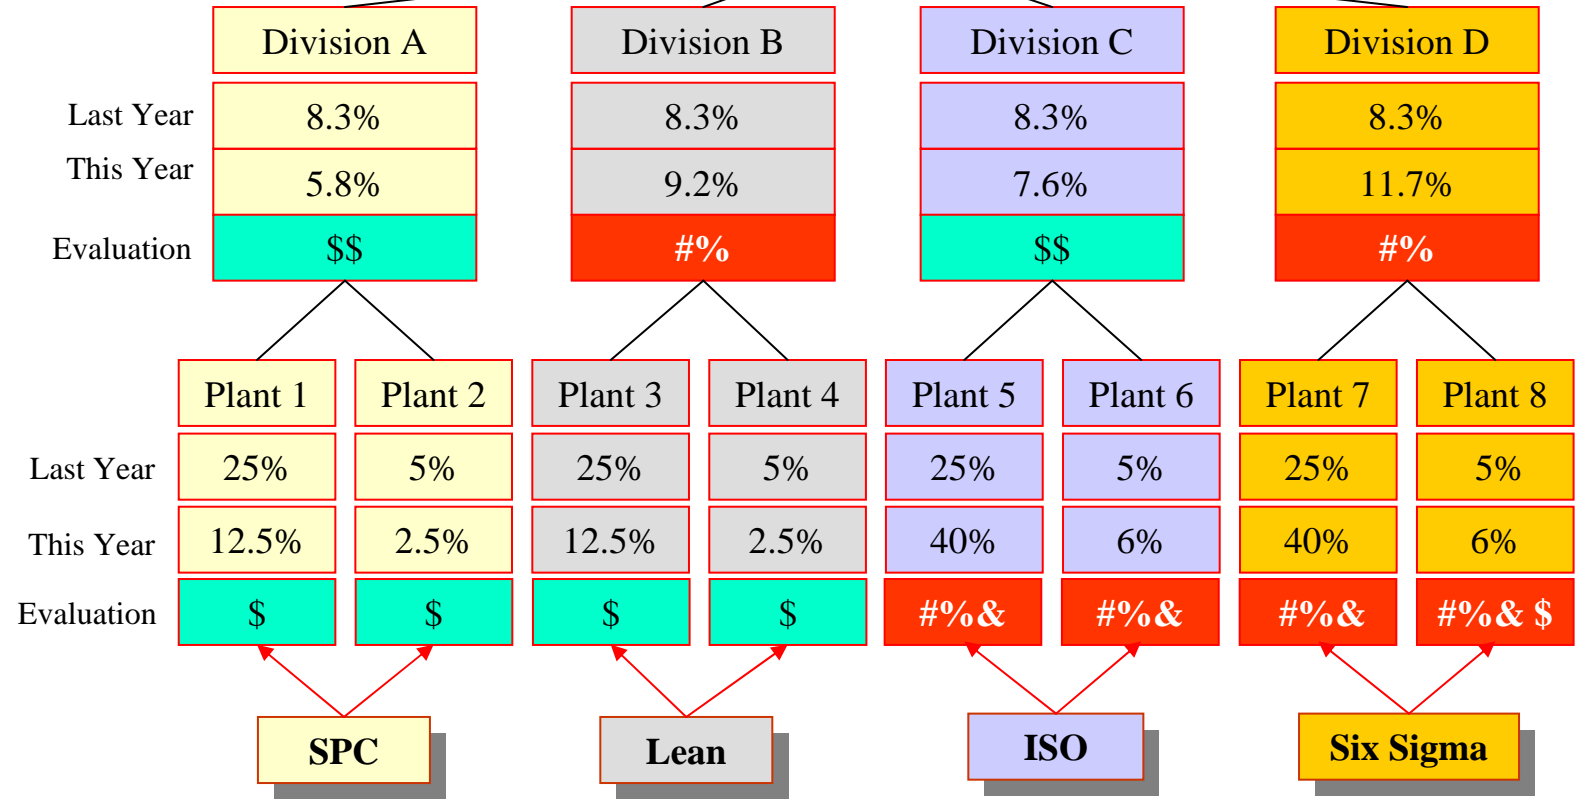 Division A Division B Division C Division D
Last Year 8.3% 8.3% 8.3% 8.3%
This Year 5.8% 9.2% 7.6% 11.7%
Evaluation $$ #% $$ #%
Plant 1 Plant 2 Plant 3 Plant 4 Plant 5 Plant 6 Plant 7 Plant 8
Last Year 25% 5% 25% 5% 25% 5% 25% 5%
This Year 12.5% 2.5% 12.5% 2.5% 40% 6% 40% 6%
Evaluation $ $ $ $ #%& #%& #%& #%& $
SPC Lean ISO Six Sigma